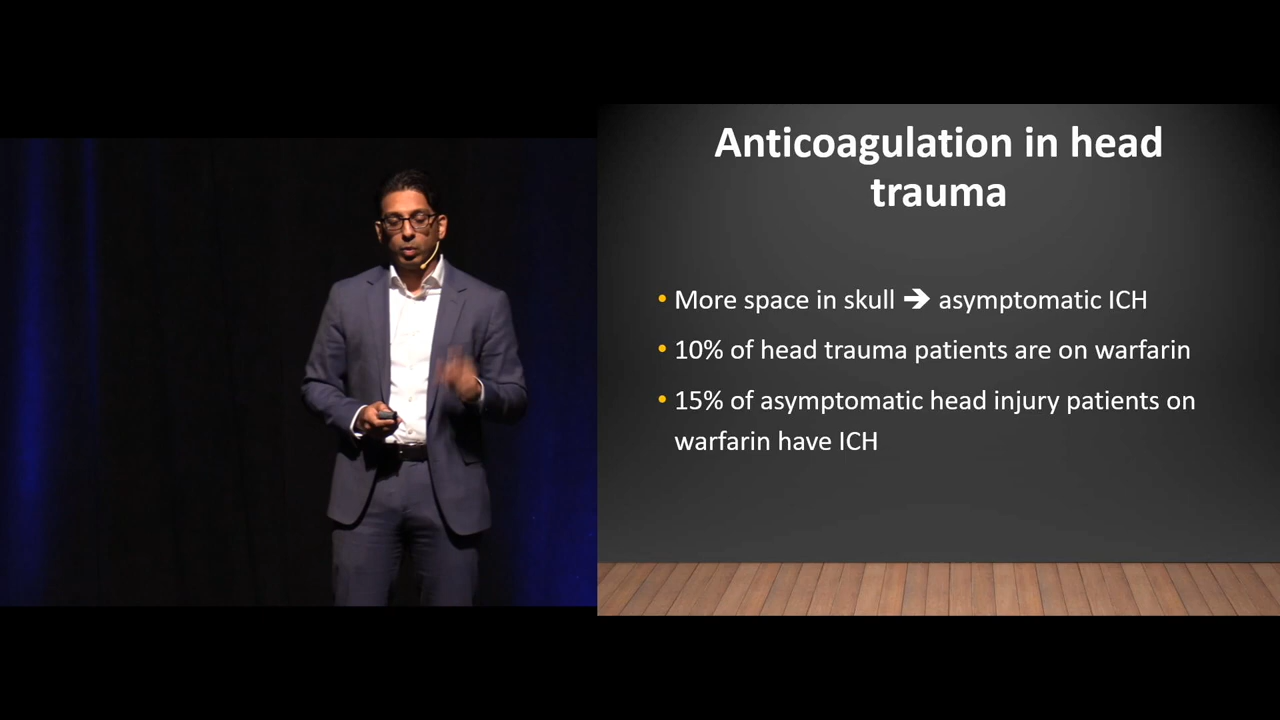 Anticoagulation in head
trauma
• More space in skull ➔ asymptomatic ICH
• 10% of head trauma patients are on warfarin
• 15% of asymptomatic head injury patients on
warfarin have ICH